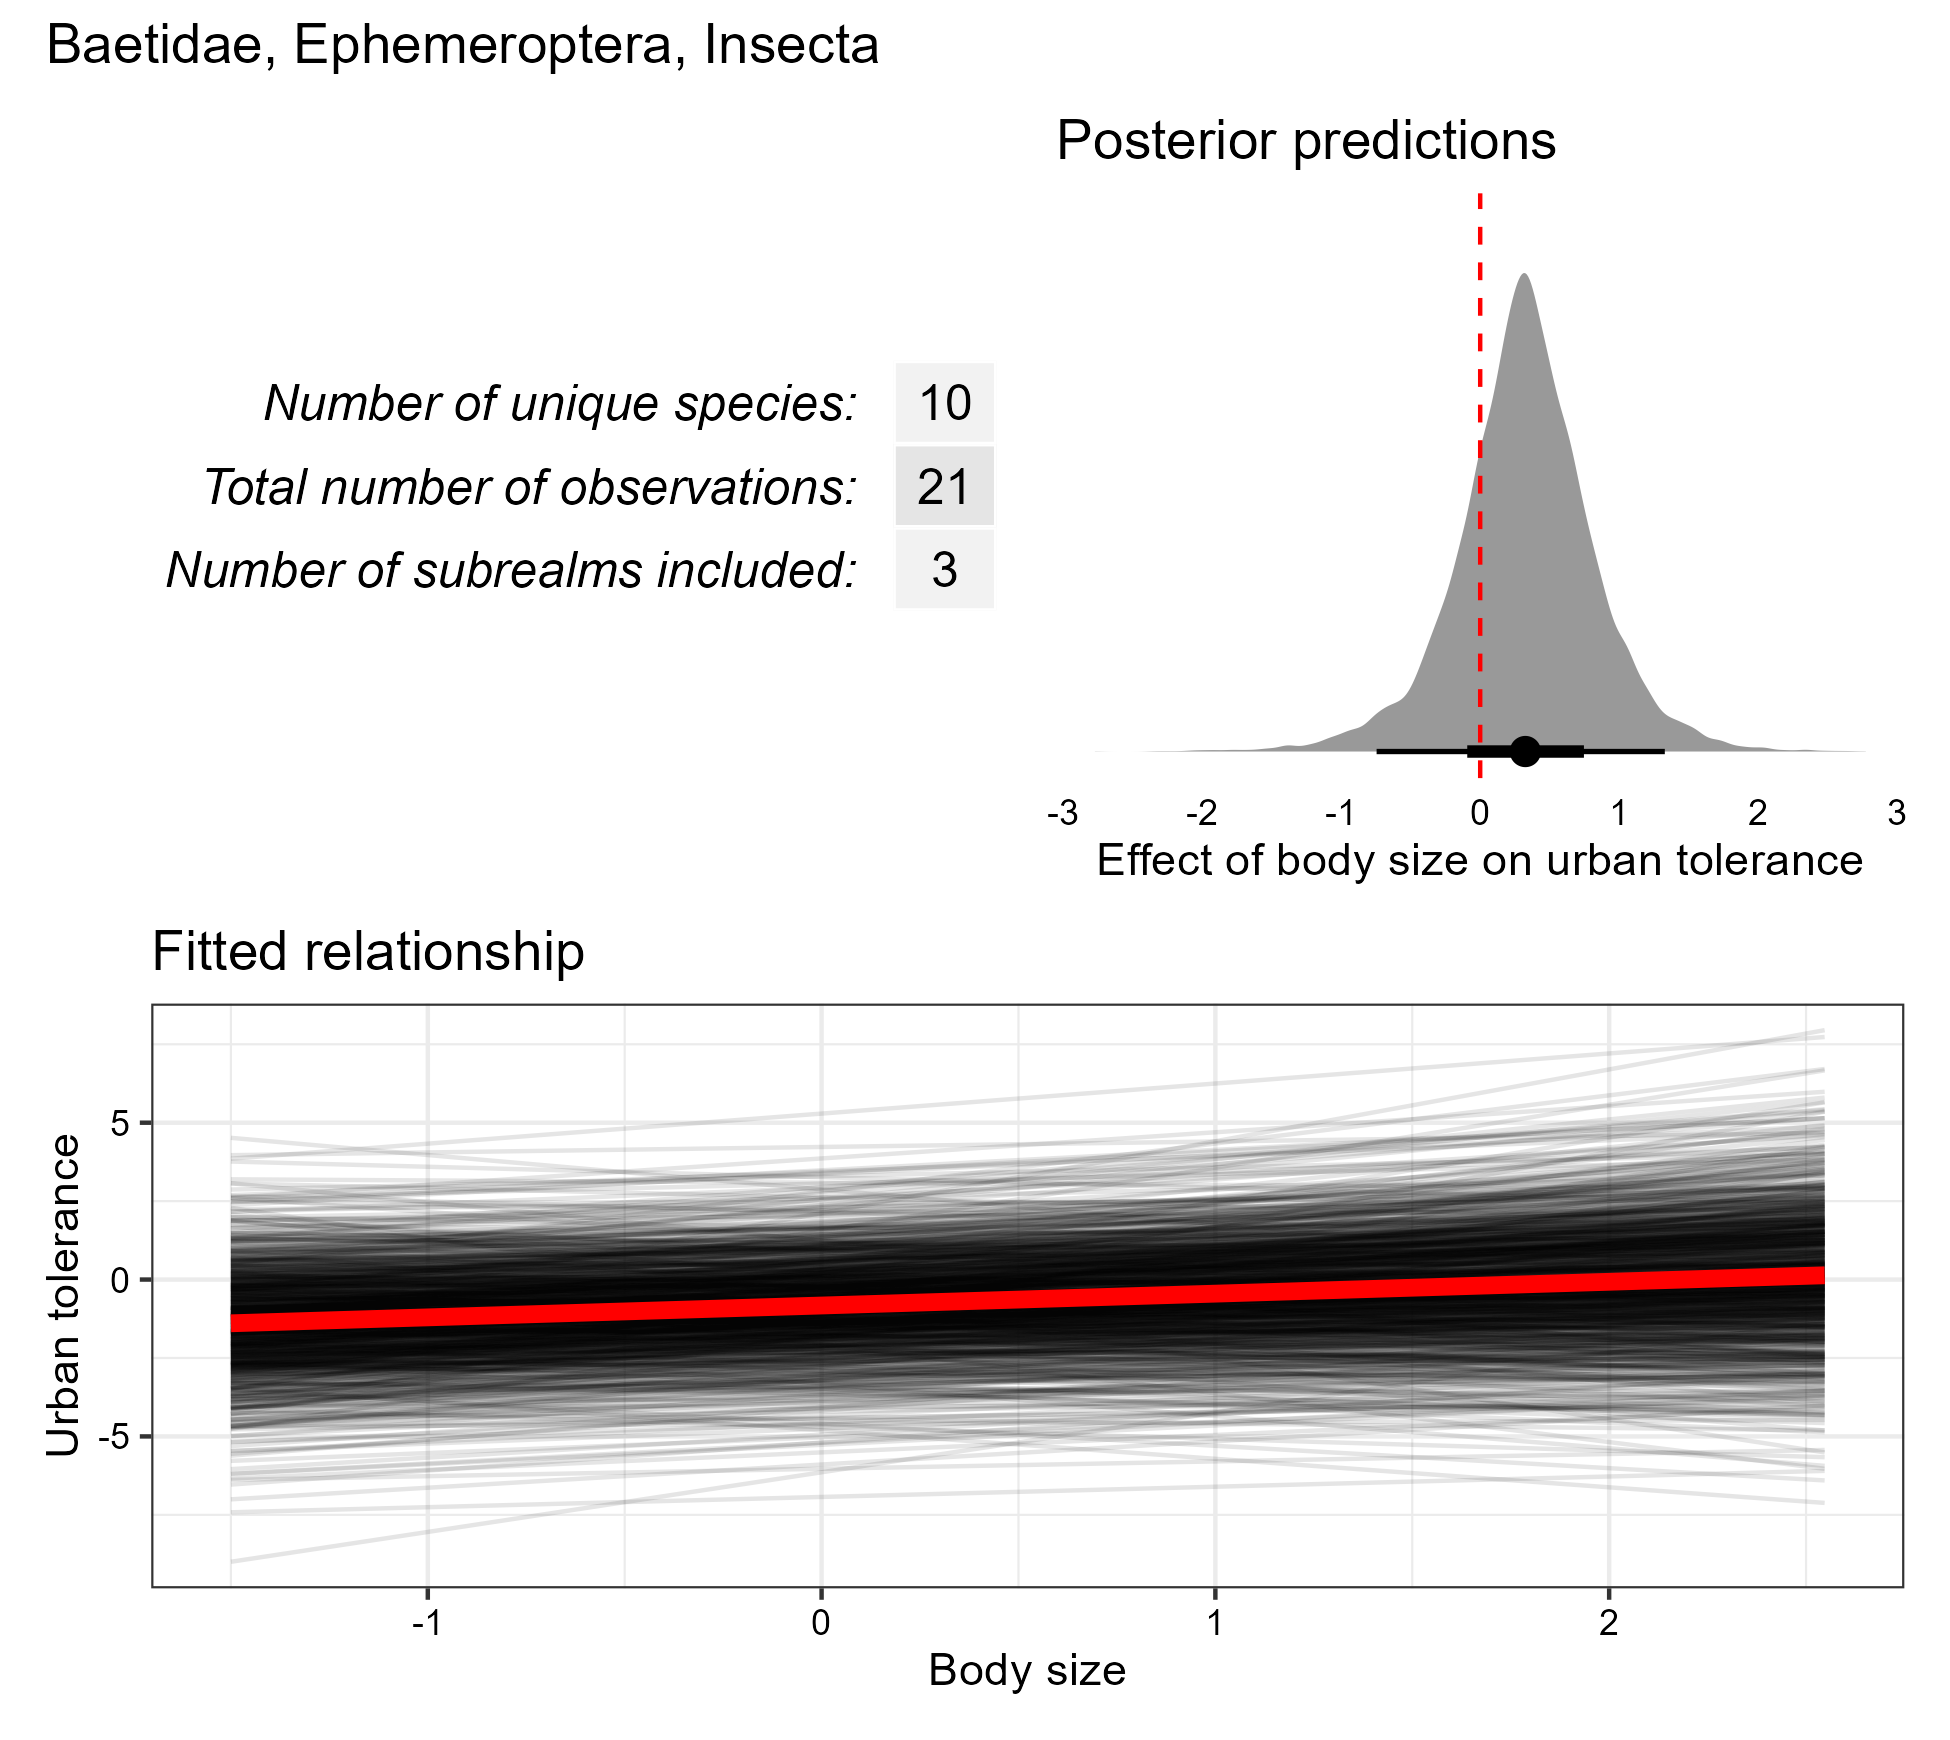 Baetidae, Ephemeroptera, Insecta
Posterior predictions
Number of unique species: 10
Total number of observations: 21
Number of subrealms included: 3
-3 -2 -1 0 1 2 3
Effect of body size on urban tolerance
Fitted relationship
Urban tolerance
5
0
-5
-1 0 1 2
Body size